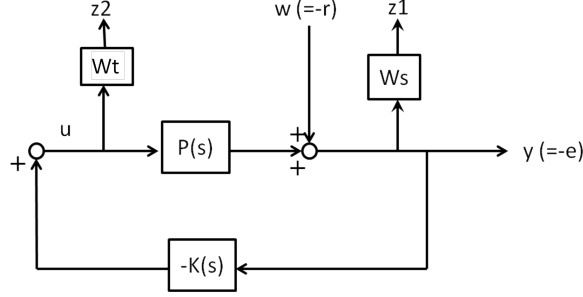 z2
w (=-r)
z1
Wt
Ws
u
P(s)
+
+
+
y (=-e)
-K(s)